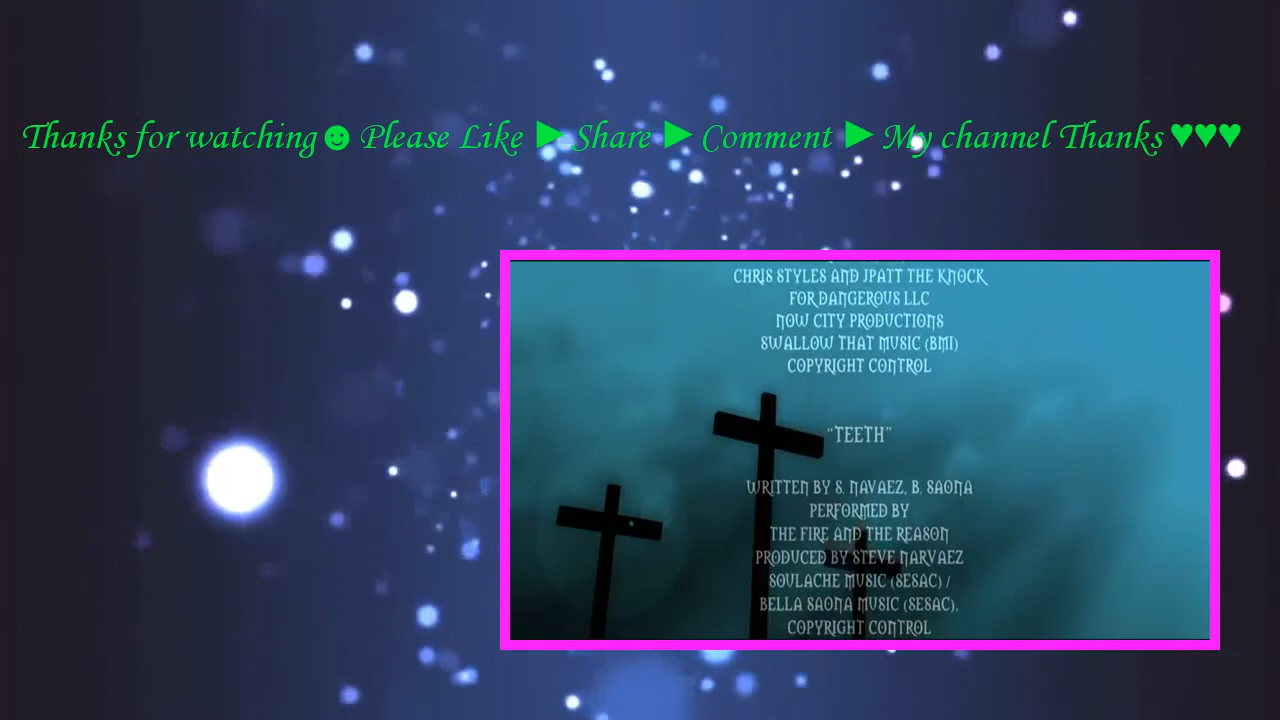 Thanks for watching☻Please Like ►Share ►Comment ►My channel Thanks♥♥♥
CHRIS STYLES AND JPATT THE KNOCK
FOR DANGEROUS LLC
NOW CITY PRODUCTIONS
SWALLOW THAT MUSIC (BMI)
COPYRIGHT CONTROL
"TEETH"
WRITTEN BY S. NAVAEZ, B. SAONA
PERFORMED BY
THE FIRE AND THE REASON
PRODUCED BY STEVE NARVAEZ
SOULACHE MUSIC (SESAC) /
BELLA SAONA MUSIC (SESAC),
COPYRIGHT CONTROL